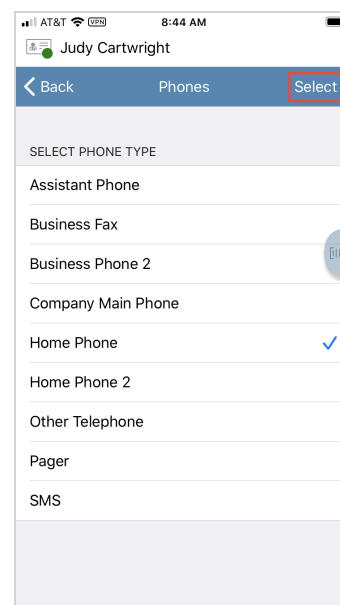 AT&T VPN 8:44 AM
Judy Cartwright
Back Phones Select
SELECT PHONE TYPE
Assistant Phone
Business Fax
Business Phone 2
Company Main Phone
Home Phone
Home Phone 2
Other Telephone
Pager
SMS